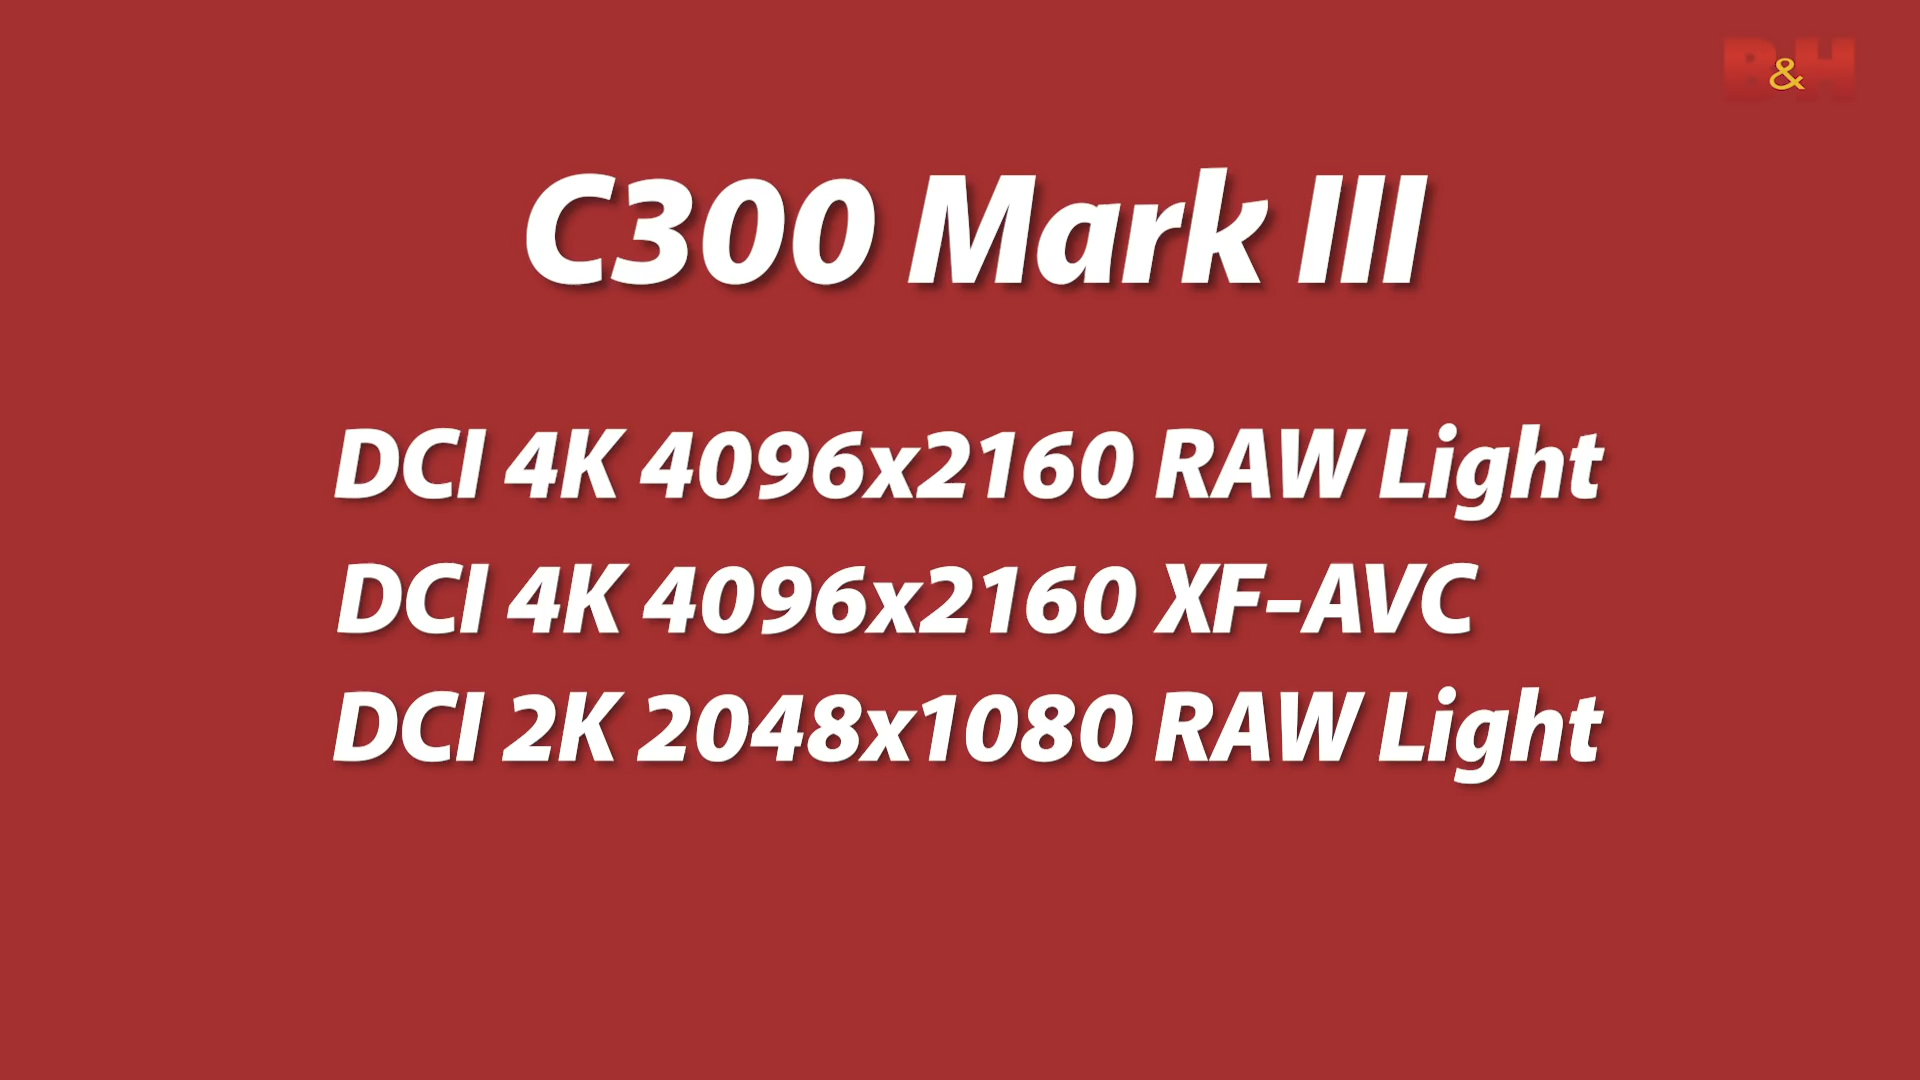 B&H
C300 Mark III
DCI 4K 4096x2160 RAW Light
DCI 4K 4096x2160 XF-AVC
DCI 2K 2048x1080 RAW Light